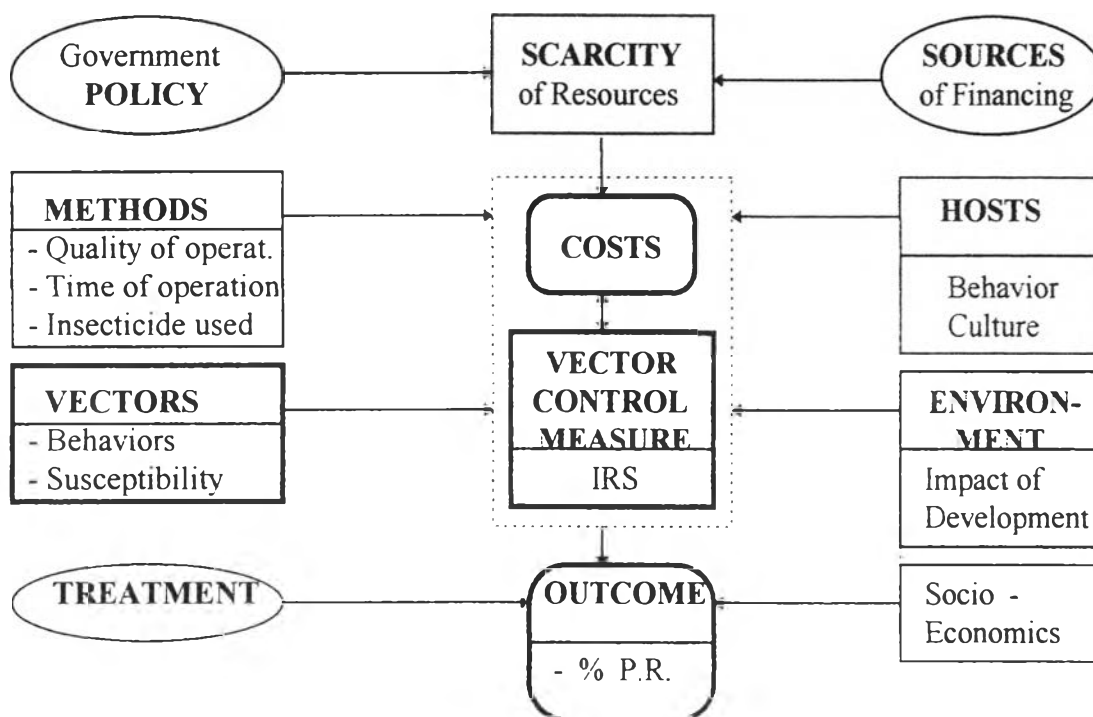 Government
POLICY
SCARCITY
of Resources
SOURCES
of Financing
METHODS
- Quality of operat.
- Time of operation
- Insecticide used
COSTS
HOSTS
Behavior
Culture
VECTORS
- Behaviors
- Susceptibility
VECTOR
CONTROL
MEASURE
IRS
ENVIRON-
MENT
Impact of
Development
TREATMENT
OUTCOME
- % P.R.
Socio -
Economics